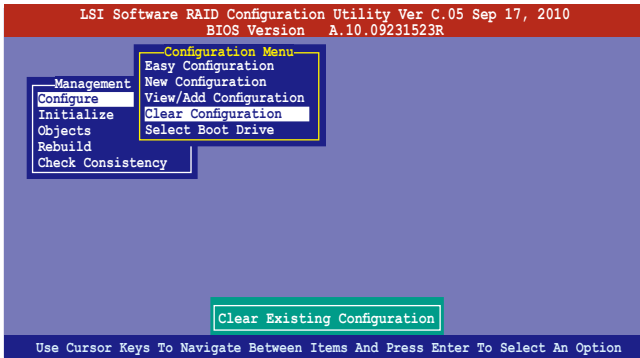 LSI Software RAID Configuration Utility Ver C.05 Sep 17, 2010
BIOS Version A.10.09231523R
Management
Configure
Initialize
Objects
Rebuild
Check Consistency
Configuration Menu
Easy Configuration
New Configuration
View/Add Configuration
Clear Configuration
Select Boot Drive
Clear Existing Configuration
Use Cursor Keys To Navigate Between Items And Press Enter To Select An Option